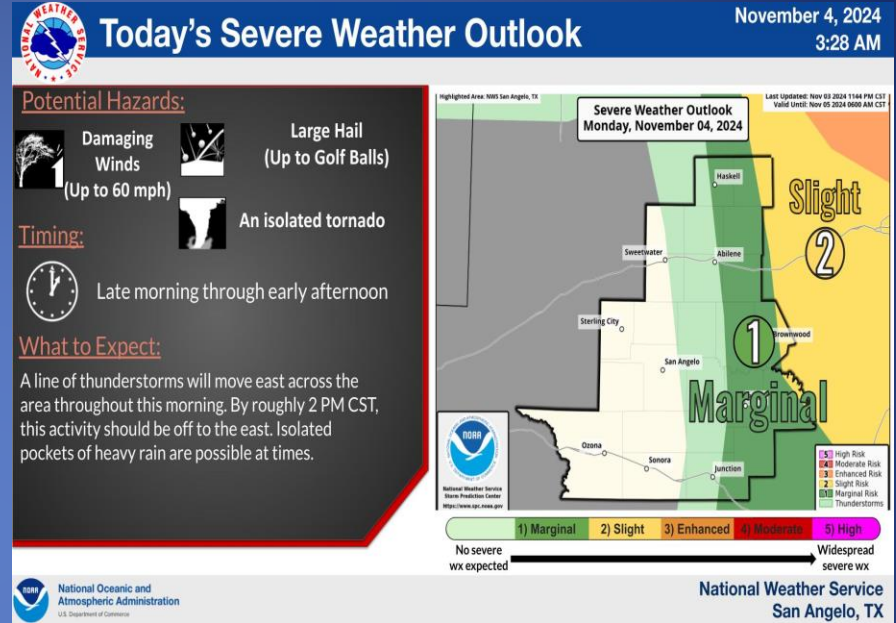 Today's Severe Weather Outlook
November 4, 2024
3:28 AM
Potential Hazards:
Damaging
Winds
(Up to 60 mph)
Large Hail
(Up to Golf Balls)
An isolated tornado
Timing:
Late morning through early afternoon
What to Expect:
A line of thunderstorms will move east across the
area throughout this morning. By roughly 2 PM CST,
this activity should be off to the east. Isolated
pockets of heavy rain are possible at times.
Highlighted Area: NWS San Angelo, TX
Last Updated: Nov 03 2024 1144 PM CST
Valid Until: Nov 05 2024 0600 AM CST
Severe Weather Outlook
Monday, November 04, 2024
Haskell
Slight
2
Sweetwater
Abilene
Sterling City
1
Brownwood
San Angelo
Marginal
Ozona
Sonora
Junction
NOAA
National Weather Service
Storm Prediction Center
https://www.spc.noaa.gov
5 High Risk
4 Moderate Risk
3 Enhanced Risk
2 Slight Risk
1 Marginal Risk
Thunderstorms
1) Marginal
2) Slight
3) Enhanced
4) Moderate
5) High
No severe
wx expected
Widespread
severe wx
NOAA
National Oceanic and
Atmospheric Administration
U.S. Department of Commerce
National Weather Service
San Angelo, TX